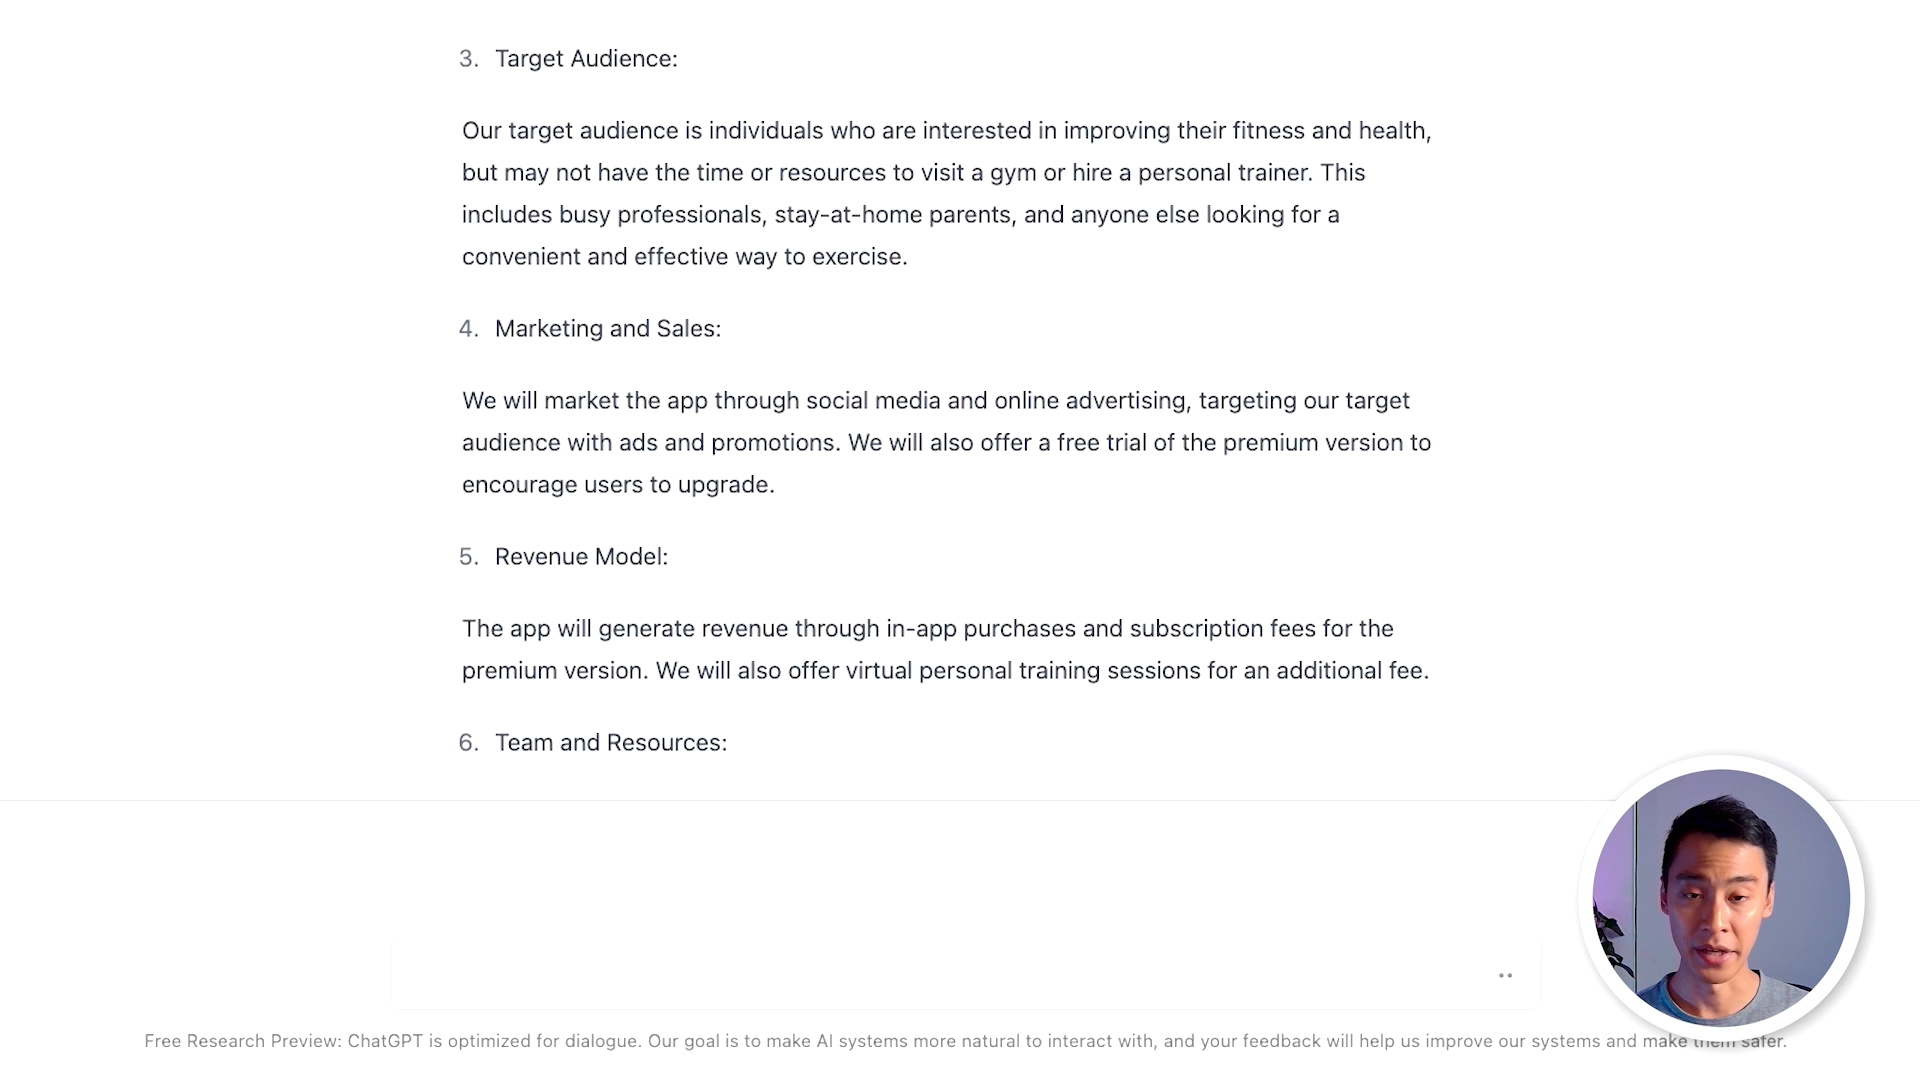 3. Target Audience:
Our target audience is individuals who are interested in improving their fitness and health,
but may not have the time or resources to visit a gym or hire a personal trainer. This
includes busy professionals, stay-at-home parents, and anyone else looking for a
convenient and effective way to exercise.
4. Marketing and Sales:
We will market the app through social media and online advertising, targeting our target
audience with ads and promotions. We will also offer a free trial of the premium version to
encourage users to upgrade.
5. Revenue Model:
The app will generate revenue through in-app purchases and subscription fees for the
premium version. We will also offer virtual personal training sessions for an additional fee.
6. Team and Resources:
Free Research Preview: ChatGPT is optimized for dialogue. Our goal is to make AI systems more natural to interact with, and your feedback will help us improve our systems and make them safer.